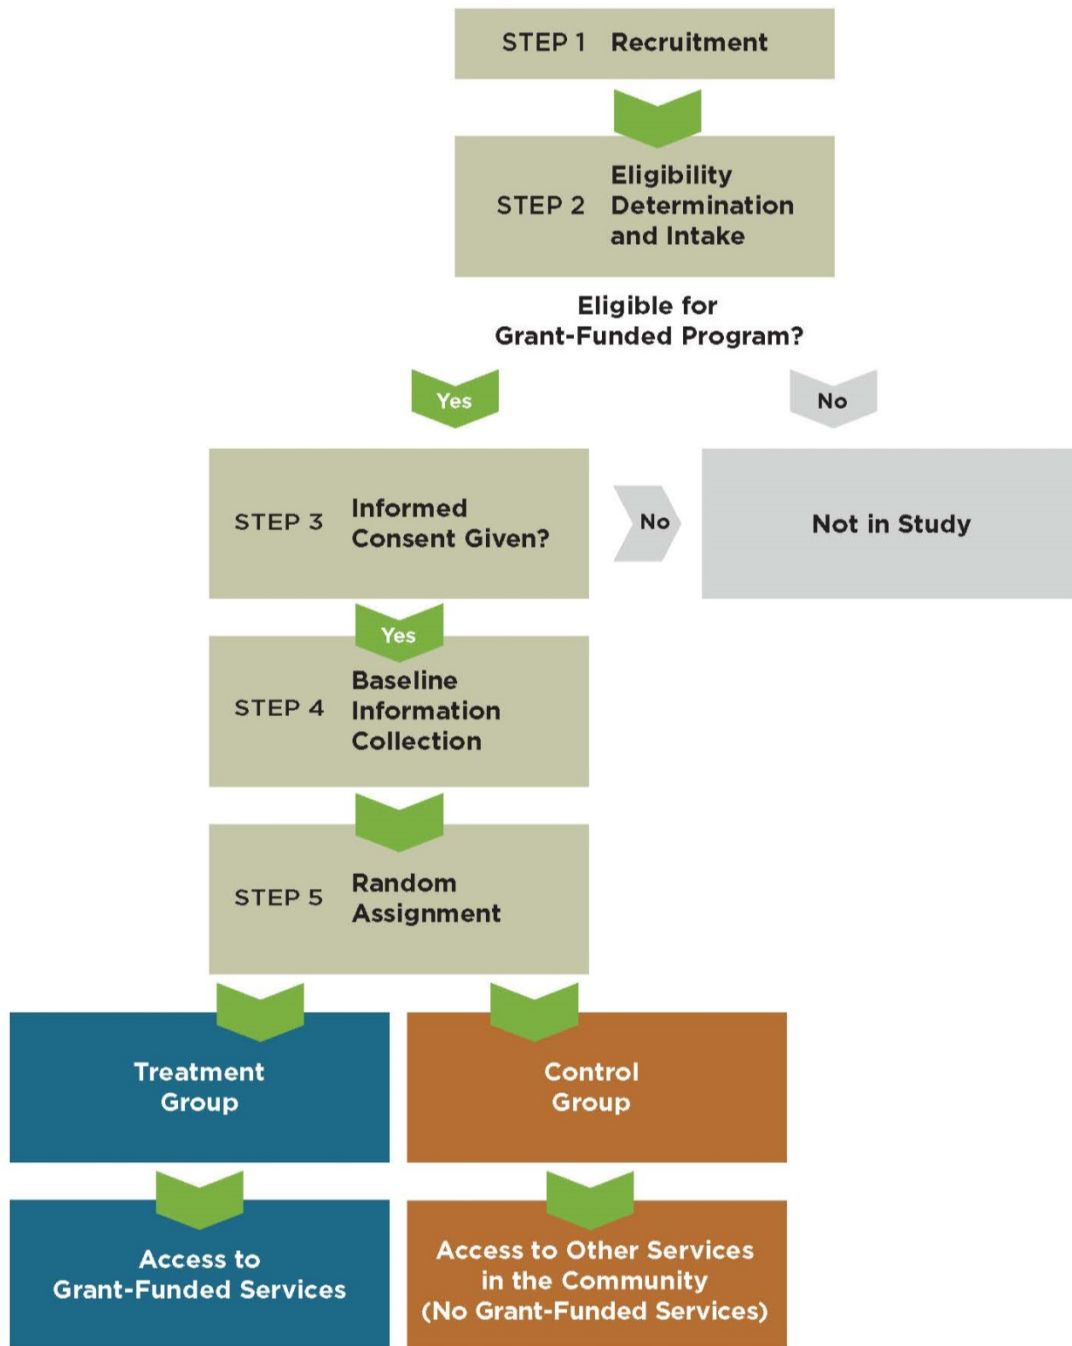 STEP 1 Recruitment
STEP 2 Eligibility
Determination
and Intake
Eligible for
Grant-Funded Program?
Yes
No
STEP 3 Informed
Consent Given?
No
Not in Study
Yes
STEP 4 Baseline
Information
Collection
STEP 5 Random
Assignment
Treatment
Group
Control
Group
Access to
Grant-Funded Services
Access to Other Services
in the Community
(No Grant-Funded Services)